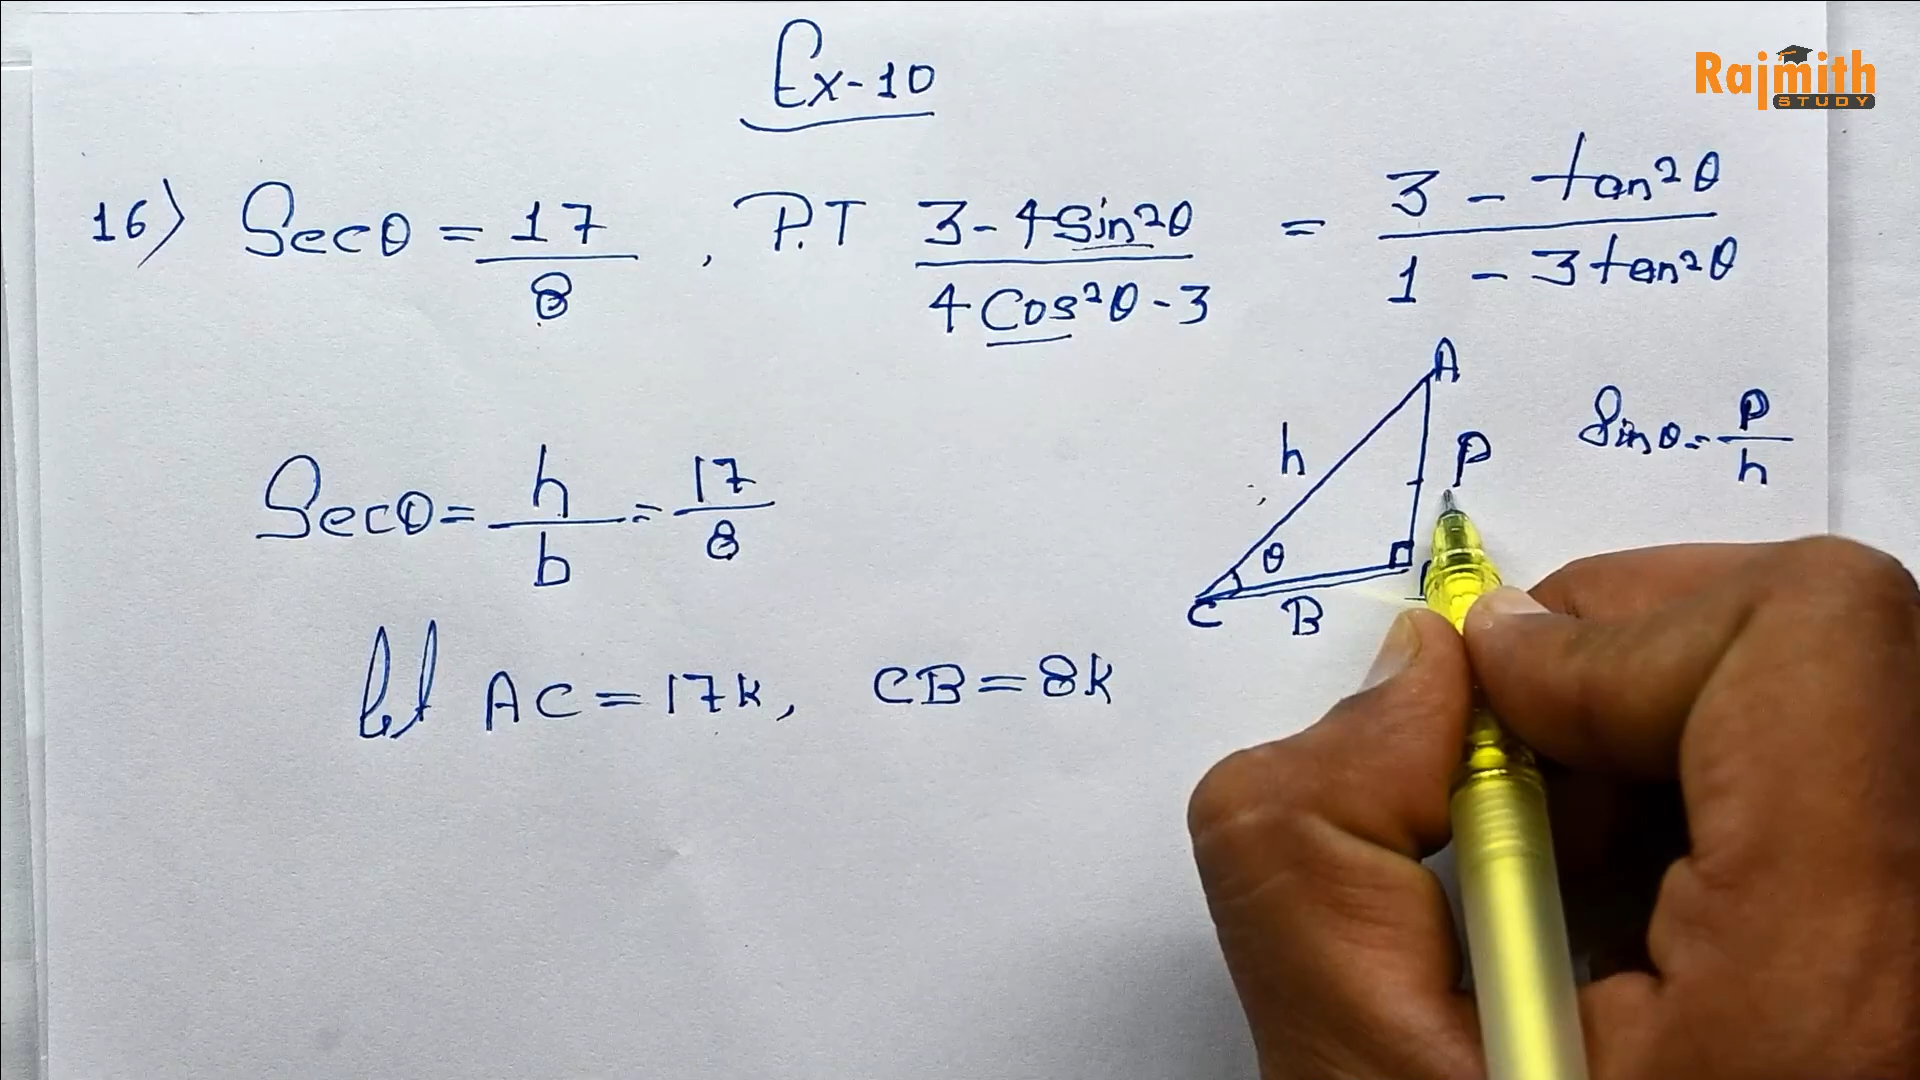 Ex-10
Rajmith
STUDY
16) Secθ = 17/8 , P.T (3-4Sin²θ)/(4Cos²θ-3) = (3 - tan²θ)/(1 - 3tan²θ)
A
h
P
Sinθ = P/h
Secθ = h/b = 17/8
θ
C
B
let AC = 17k, CB = 8k